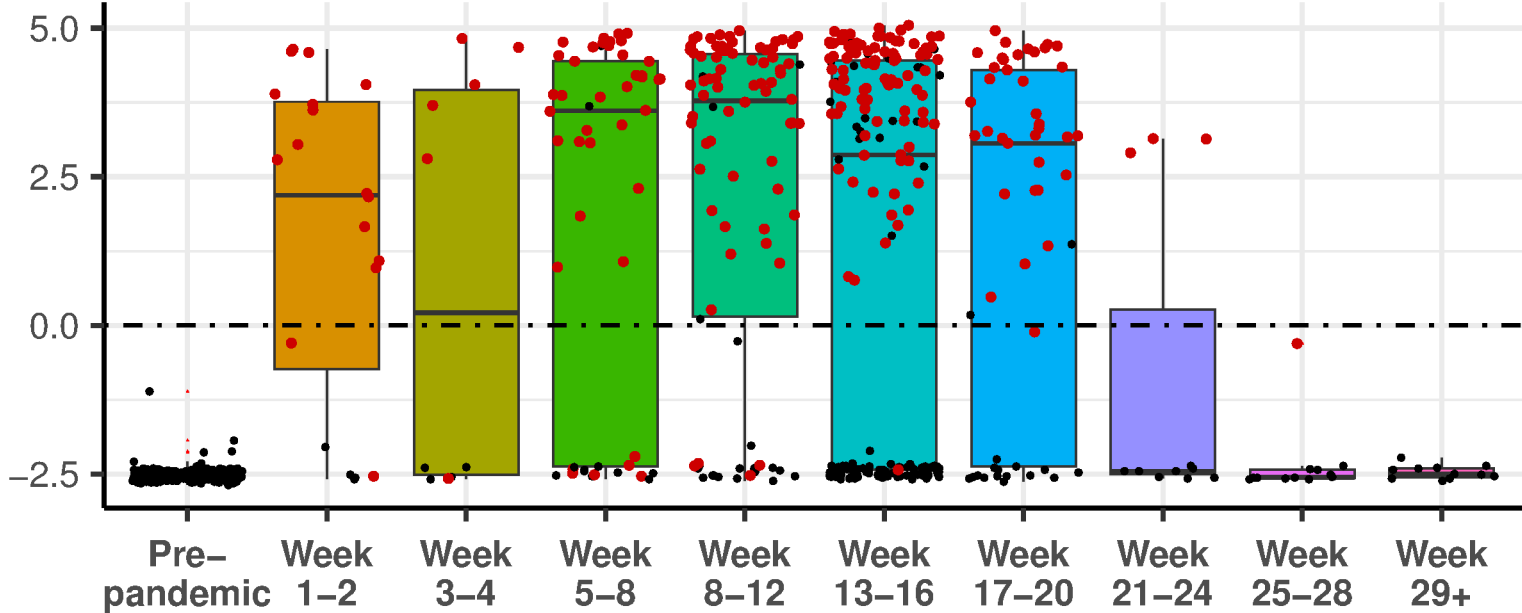 5.0
2.5
0.0
−2.5
Pre− pandemic
Week 1−2
Week 3−4
Week 5−8
Week 8−12
Week 13−16
Week 17−20
Week 21−24
Week 25−28
Week 29+